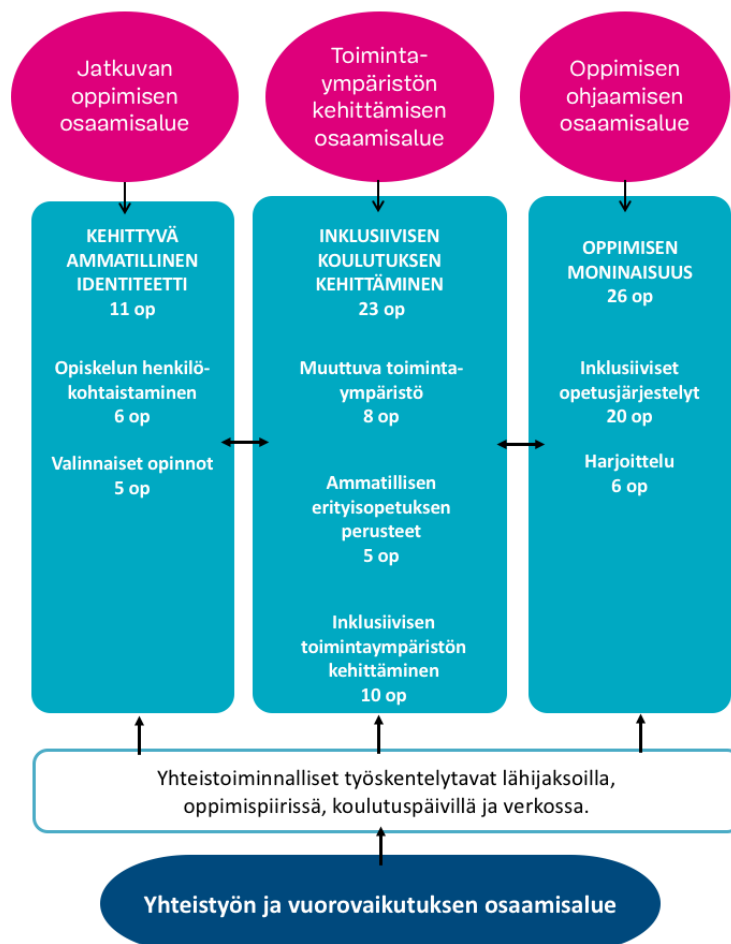 Jatkuvan
oppimisen
osaamisalue
Toiminta-
ympäristön
kehittämisen
osaamisalue
Oppimisen
ohjaamisen
osaamisalue
KEHITTYVÄ
AMMATILLINEN
IDENTITEETTI
11 op
Opiskelun henkilö-
kohtaistaminen
6 op
Valinnaiset opinnot
5 op
INKLUSIIVISEN
KOULUTUKSEN
KEHITTÄMINEN
23 op
Muuttuva toiminta-
ympäristö
8 op
Ammatillisen
erityisopetuksen
perusteet
5 op
Inklusiivisen
toimintaympäristön
kehittäminen
10 op
OPPIMISEN
MONINAISUUS
26 op
Inklusiiviset
opetusjärjestelyt
20 op
Harjoittelu
6 op
Yhteistoiminnalliset työskentelytavat lähijaksoilla,
oppimispiirissä, koulutuspäivillä ja verkossa.
Yhteistyön ja vuorovaikutuksen osaamisalue